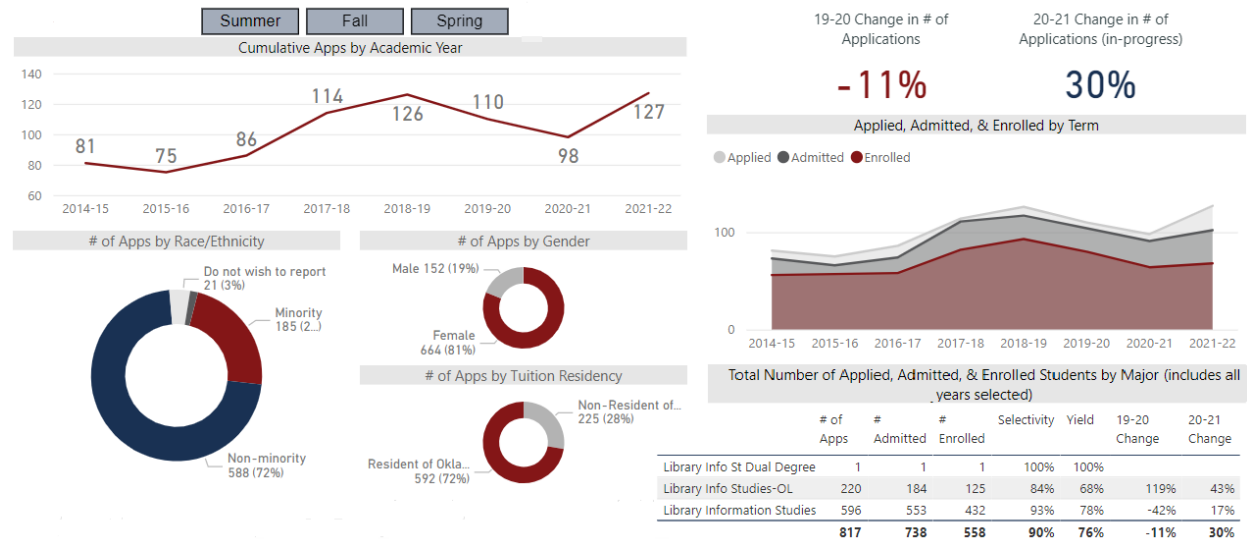 Summer Fall Spring
Cumulative Apps by Academic Year
140
120
100
80
60
81 75 86 114 126 110 98 127
2014-15 2015-16 2016-17 2017-18 2018-19 2019-20 2020-21 2021-22
# of Apps by Race/Ethnicity
Do not wish to report
21 (3%)
Minority
185 (2...)
Non-minority
588 (72%)
# of Apps by Gender
Male 152 (19%)
Female
664 (81%)
# of Apps by Tuition Residency
Non-Resident of...
225 (28%)
Resident of Okla...
592 (72%)
19-20 Change in # of
Applications
-11%
20-21 Change in # of
Applications (in-progress)
30%
Applied, Admitted, & Enrolled by Term
Applied Admitted Enrolled
100
0
2014-15 2015-16 2016-17 2017-18 2018-19 2019-20 2020-21 2021-22
Total Number of Applied, Admitted, & Enrolled Students by Major (includes all
years selected)
# of # # Selectivity Yield 19-20 20-21
Apps Admitted Enrolled Change Change
Library Info St Dual Degree 1 1 1 100% 100%
Library Info Studies-OL 220 184 125 84% 68% 119% 43%
Library Information Studies 596 553 432 93% 78% -42% 17%
817 738 558 90% 76% -11% 30%